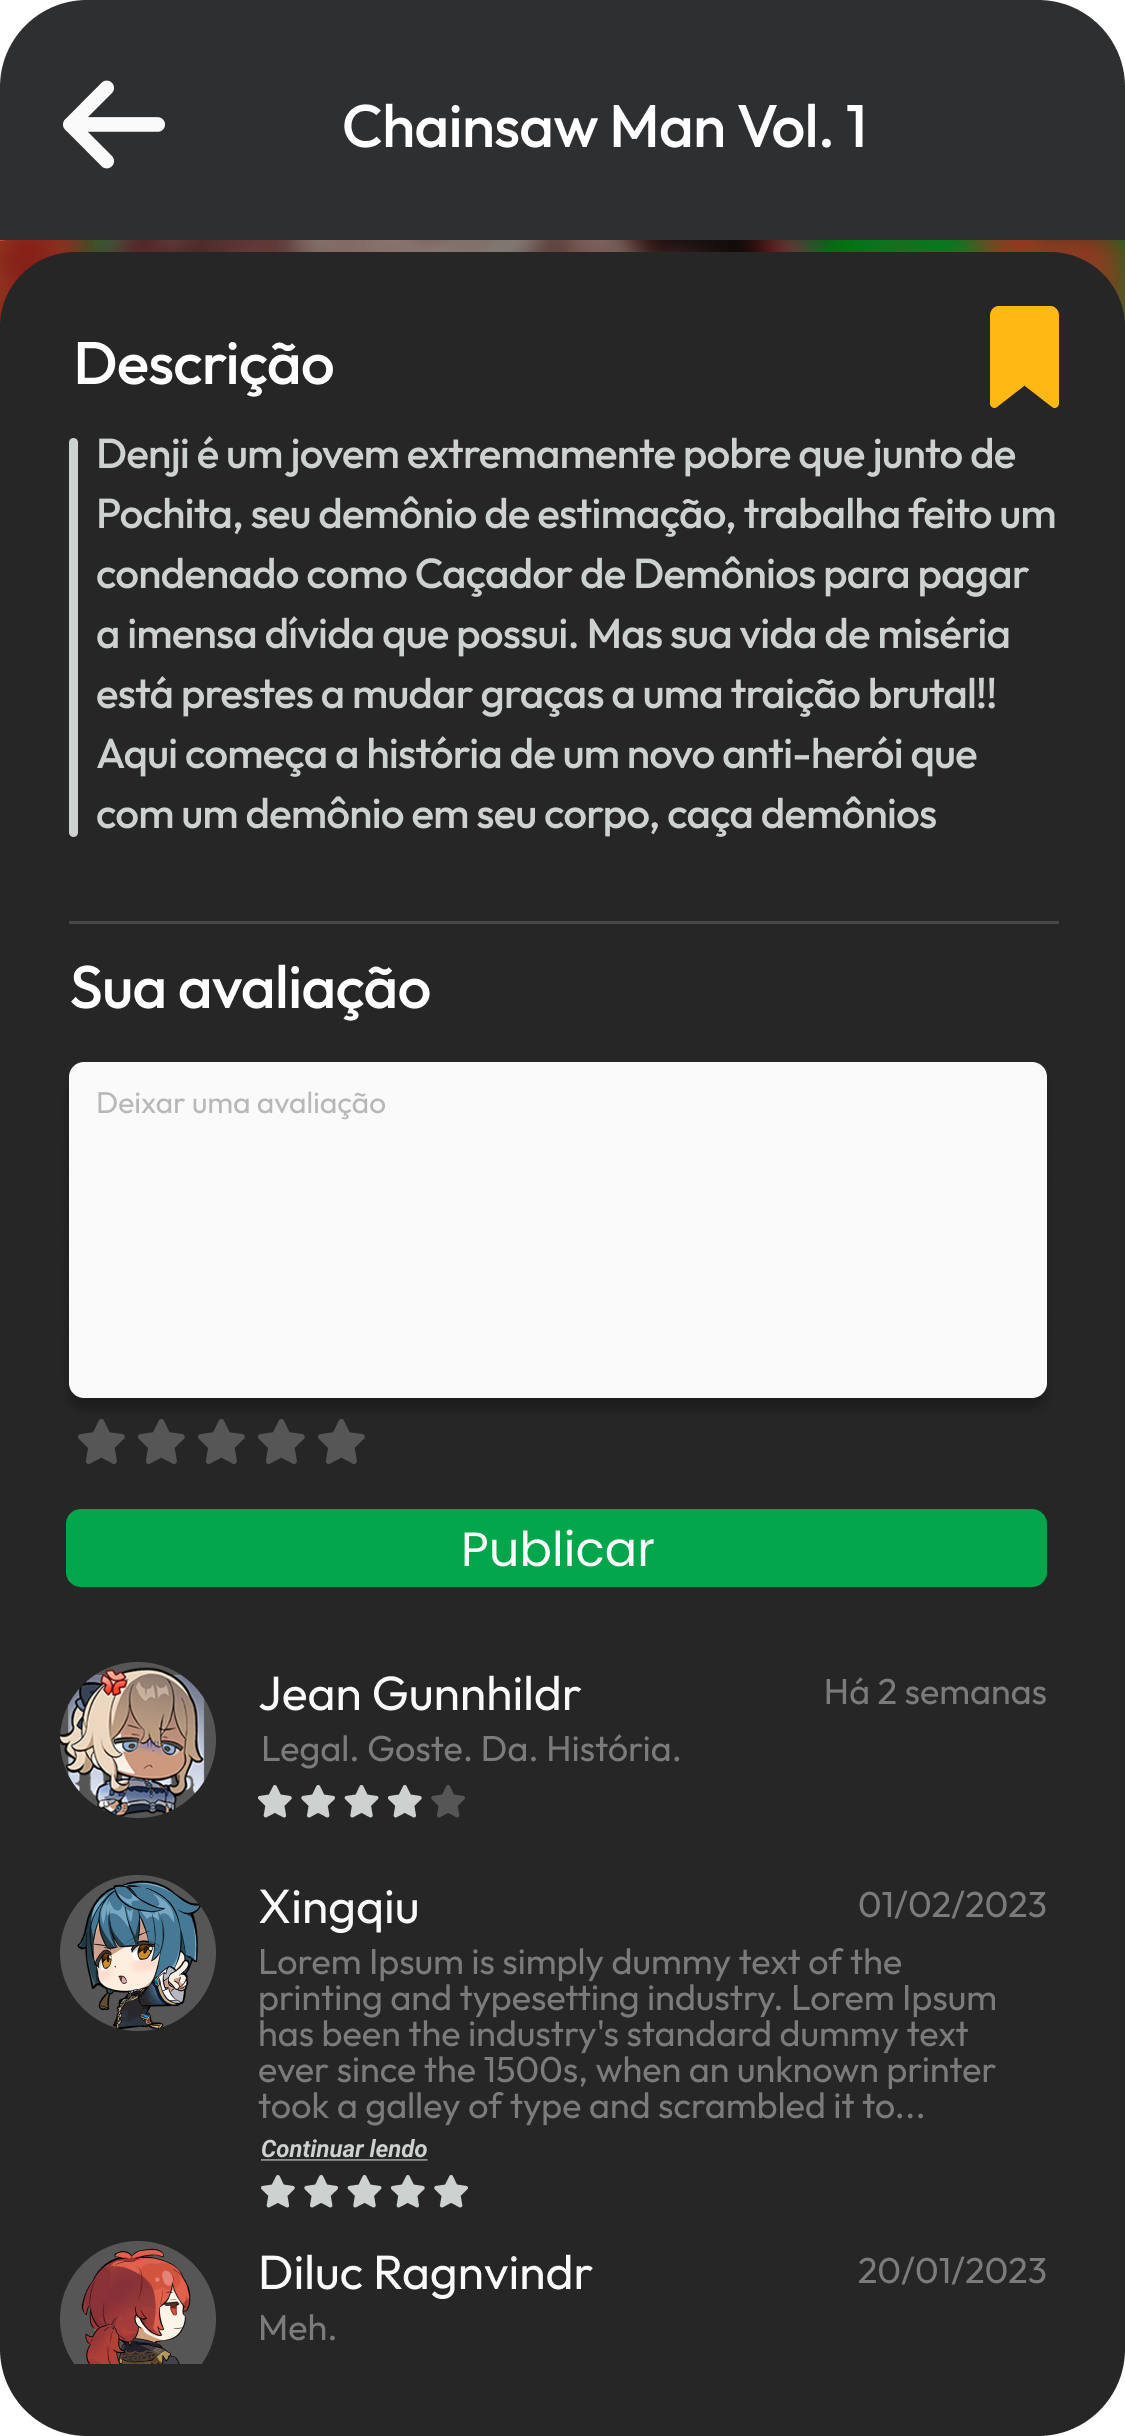 Chainsaw Man Vol. 1
Descrição
Denji é um jovem extremamente pobre que junto de
Pochita, seu demônio de estimação, trabalha feito um
condenado como Caçador de Demônios para pagar
a imensa dívida que possui. Mas sua vida de miséria
está prestes a mudar graças a uma traição brutal!!
Aqui começa a história de um novo anti-herói que
com um demônio em seu corpo, caça demônios
Sua avaliação
Deixar uma avaliação
Publicar
Jean Gunnhildr
Há 2 semanas
Legal. Goste. Da. História.
Xingqiu
01/02/2023
Lorem Ipsum is simply dummy text of the
printing and typesetting industry. Lorem Ipsum
has been the industry's standard dummy text
ever since the 1500s, when an unknown printer
took a galley of type and scrambled it to...
Continuar lendo
Diluc Ragnvindr
20/01/2023
Meh.